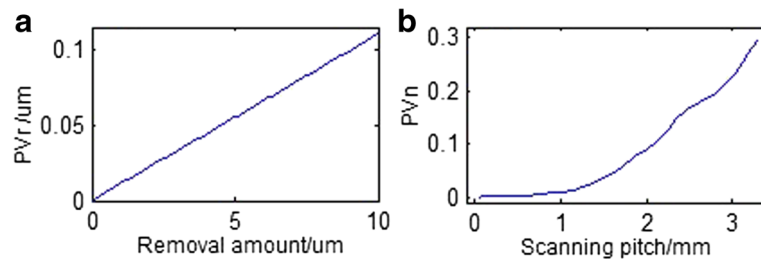 a
PVr/um
0.1
0.05
0
0 5 10
Removal amount/um
b
PVn
0.3
0.2
0.1
0
0 1 2 3
Scanning pitch/mm